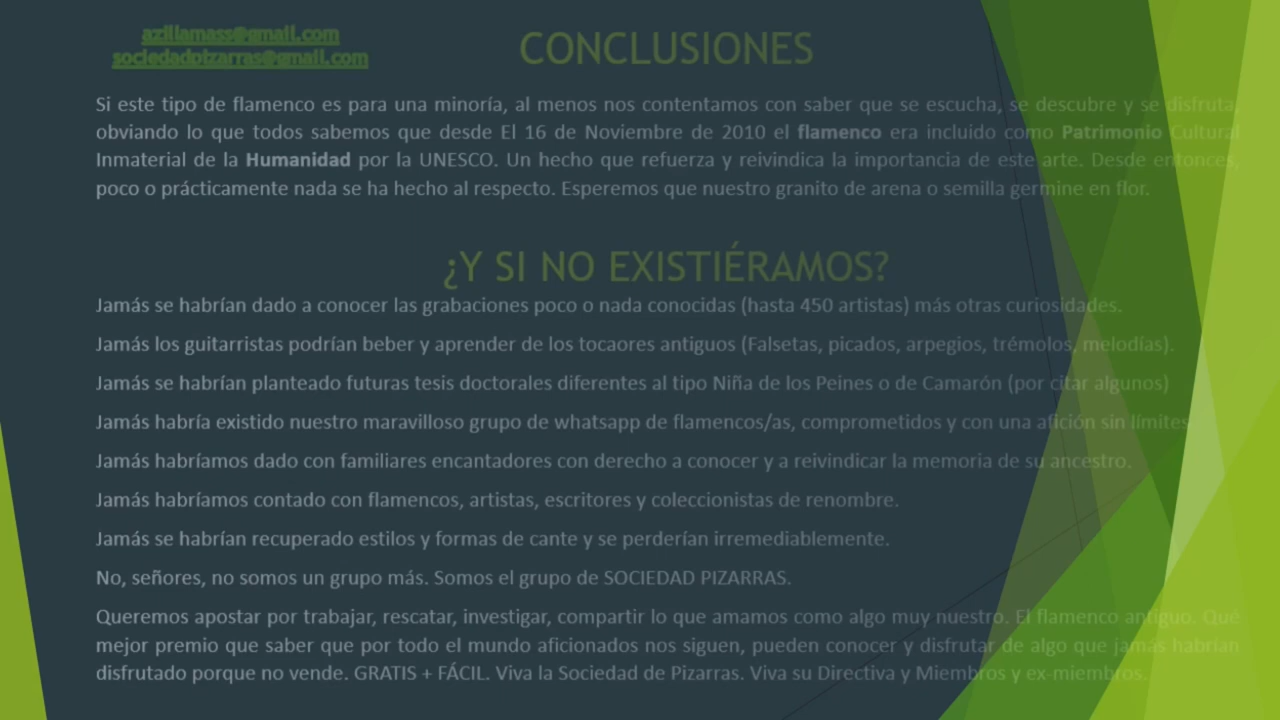 azillamass@gmail.com
sociedadpizarras@gmail.com
CONCLUSIONES
Si este tipo de flamenco es para una minoría, al menos nos contentamos con saber que se escucha, se descubre y se disfruta,
obviando lo que todos sabemos que desde El 16 de Noviembre de 2010 el flamenco era incluido como Patrimonio Cultural
Inmaterial de la Humanidad por la UNESCO. Un hecho que refuerza y reivindica la importancia de este arte. Desde entonces,
poco o prácticamente nada se ha hecho al respecto. Esperemos que nuestro granito de arena o semilla germine en flor.
¿Y SI NO EXISTIÉRAMOS?
Jamás se habrían dado a conocer las grabaciones poco o nada conocidas (hasta 450 artistas) más otras curiosidades.
Jamás los guitarristas podrían beber y aprender de los tocaores antiguos (Falsetas, picados, arpegios, trémolos, melodías).
Jamás se habrían planteado futuras tesis doctorales diferentes al tipo Niña de los Peines o de Camarón (por citar algunos)
Jamás habría existido nuestro maravilloso grupo de whatsapp de flamencos/as, comprometidos y con una afición sin límites
Jamás habríamos dado con familiares encantadores con derecho a conocer y a reivindicar la memoria de su ancestro.
Jamás habríamos contado con flamencos, artistas, escritores y coleccionistas de renombre.
Jamás se habrían recuperado estilos y formas de cante y se perderían irremediablemente.
No, señores, no somos un grupo más. Somos el grupo de SOCIEDAD PIZARRAS.
Queremos apostar por trabajar, rescatar, investigar, compartir lo que amamos como algo muy nuestro. El flamenco antiguo. Qué
mejor premio que saber que por todo el mundo aficionados nos siguen, pueden conocer y disfrutar de algo que jamás habrían
disfrutado porque no vende. GRATIS + FÁCIL. Viva la Sociedad de Pizarras. Viva su Directiva y Miembros y ex-miembros.